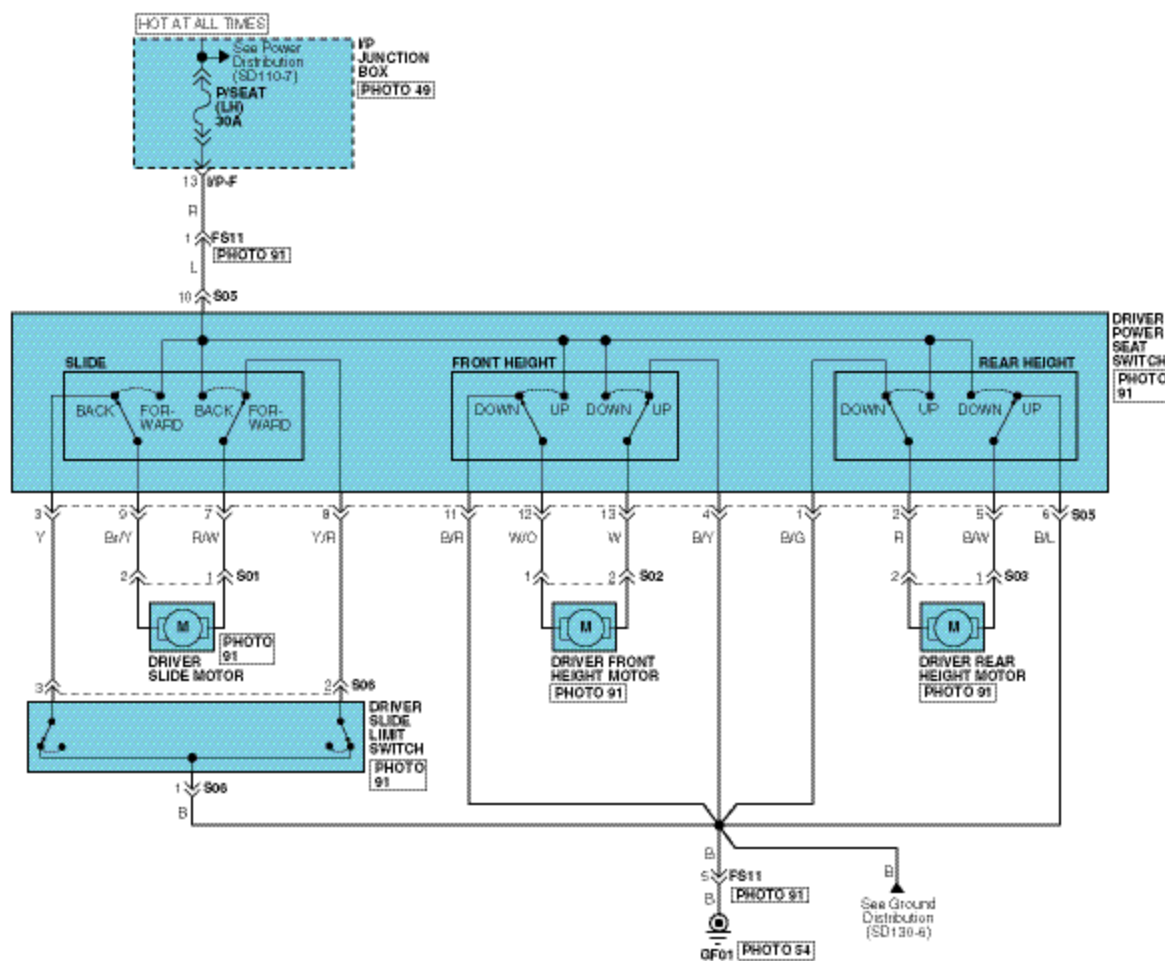 HOT AT ALL TIMES
See Power
Distribution
(SD110-7)
P/SEAT
(LH)
30A
I/P
JUNCTION
BOX
PHOTO 49
13 I/P-F
R
1 FS11
PHOTO 91
L
10 S05
DRIVER
POWER
SEAT
SWITCH
PHOTO
91
SLIDE
BACK FOR-
WARD
BACK FOR-
WARD
FRONT HEIGHT
DOWN UP DOWN UP
REAR HEIGHT
DOWN UP DOWN UP
3 9 7 8 11 12 13 4 1 2 5 6 S05
Y Br/Y R/W Y/R B/R W/O W B/Y B/G R B/W B/L
2 1 S01
1 2 S02
2 1 S03
M
PHOTO
91
DRIVER
SLIDE MOTOR
M
DRIVER FRONT
HEIGHT MOTOR
PHOTO 91
M
DRIVER REAR
HEIGHT MOTOR
PHOTO 91
3 2 S06
DRIVER
SLIDE
LIMIT
SWITCH
PHOTO
91
1 S06
B
B
5 FS11
PHOTO 91
B
GF01 PHOTO 54
B
See Ground
Distribution
(SD130-6)